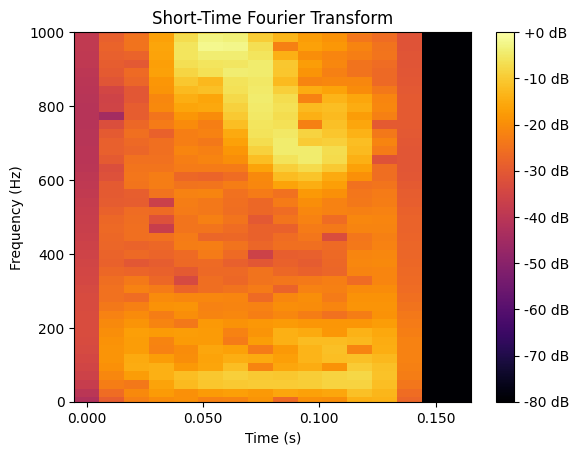 Short-Time Fourier Transform
1000
800
600
400
200
0
Frequency (Hz)
0.000
0.050
0.100
0.150
Time (s)
+0 dB
-10 dB
-20 dB
-30 dB
-40 dB
-50 dB
-60 dB
-70 dB
-80 dB